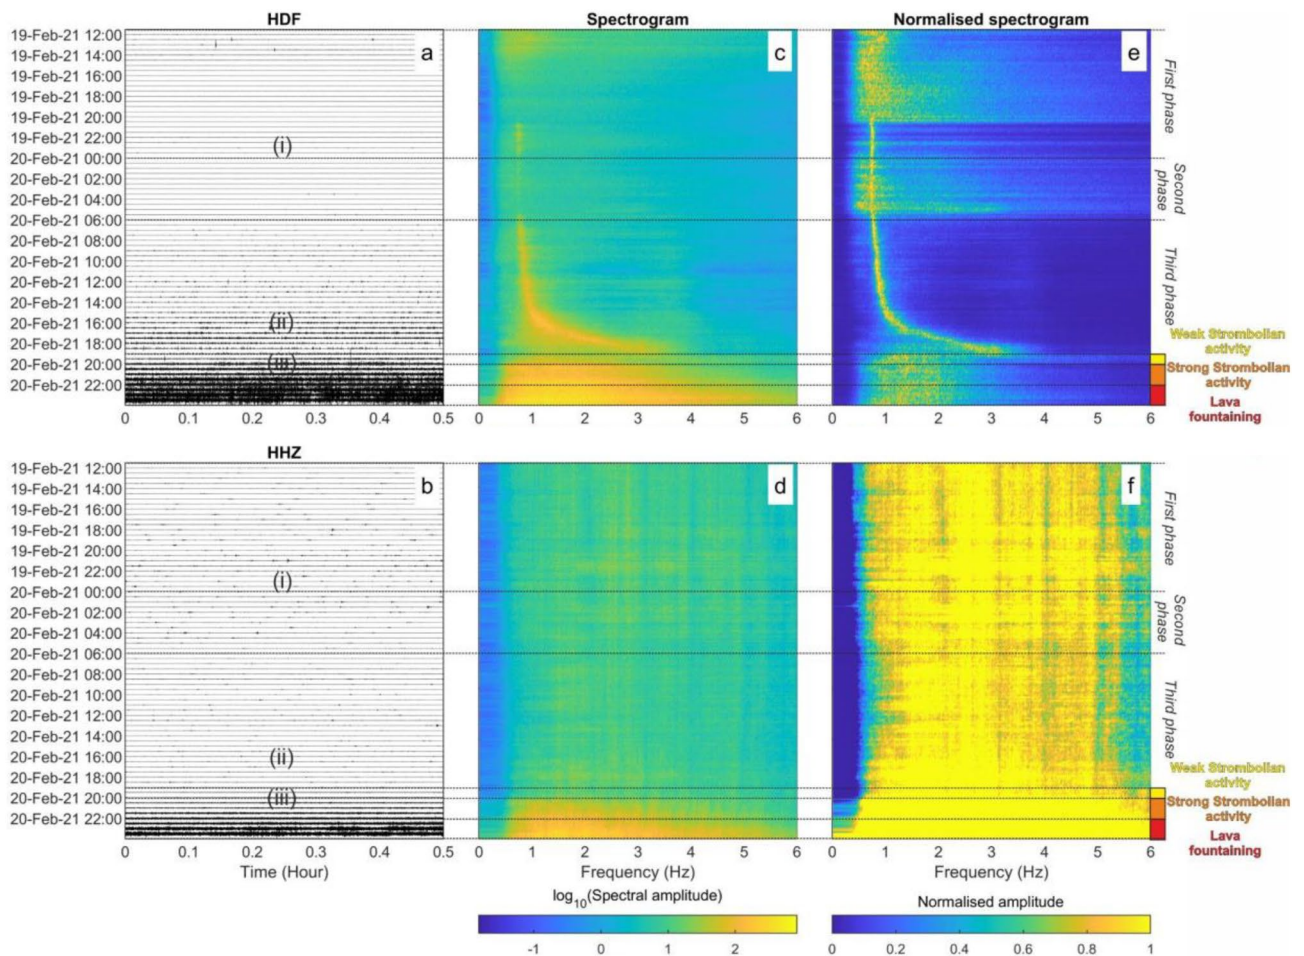 HDF
Spectrogram
Normalised spectrogram
a
c
e
19-Feb-21 12:00
19-Feb-21 14:00
19-Feb-21 16:00
19-Feb-21 18:00
19-Feb-21 20:00
19-Feb-21 22:00
20-Feb-21 00:00
20-Feb-21 02:00
20-Feb-21 04:00
20-Feb-21 06:00
20-Feb-21 08:00
20-Feb-21 10:00
20-Feb-21 12:00
20-Feb-21 14:00
20-Feb-21 16:00
20-Feb-21 18:00
20-Feb-21 20:00
20-Feb-21 22:00
(i)
(ii)
(iii)
0 0.1 0.2 0.3 0.4 0.5
0 1 2 3 4 5 6
0 1 2 3 4 5 6
First phase
Second
phase
Third phase
Weak Strombolian
activity
Strong Strombolian
activity
Lava
fountaining
HHZ
b
d
f
19-Feb-21 12:00
19-Feb-21 14:00
19-Feb-21 16:00
19-Feb-21 18:00
19-Feb-21 20:00
19-Feb-21 22:00
20-Feb-21 00:00
20-Feb-21 02:00
20-Feb-21 04:00
20-Feb-21 06:00
20-Feb-21 08:00
20-Feb-21 10:00
20-Feb-21 12:00
20-Feb-21 14:00
20-Feb-21 16:00
20-Feb-21 18:00
20-Feb-21 20:00
20-Feb-21 22:00
(i)
(ii)
(iii)
0 0.1 0.2 0.3 0.4 0.5
Time (Hour)
0 1 2 3 4 5 6
Frequency (Hz)
0 1 2 3 4 5 6
Frequency (Hz)
First phase
Second
phase
Third phase
Weak Strombolian
activity
Strong Strombolian
activity
Lava
fountaining
log10(Spectral amplitude)
-1 0 1 2
Normalised amplitude
0 0.2 0.4 0.6 0.8 1